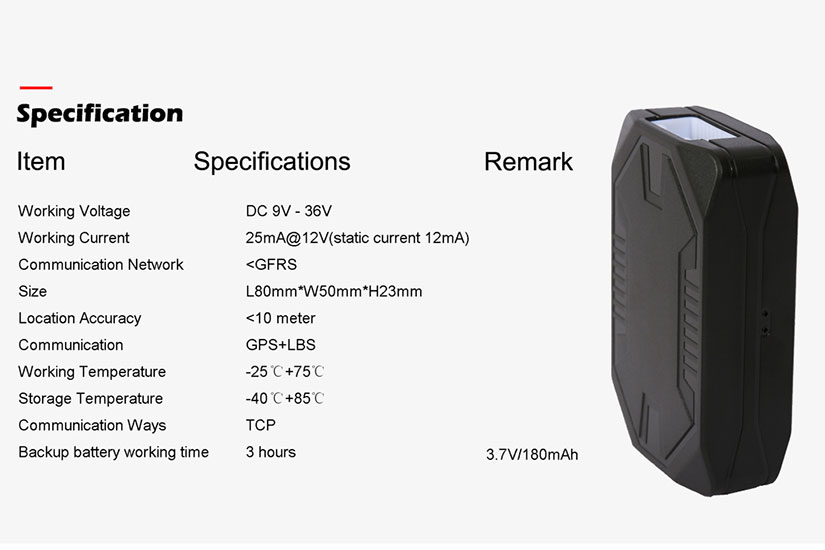 Specification
Item Specifications Remark
Working Voltage DC 9V - 36V
Working Current 25mA@12V(static current 12mA)
Communication Network <GFRS
Size L80mm*W50mm*H23mm
Location Accuracy <10 meter
Communication GPS+LBS
Working Temperature -25℃+75℃
Storage Temperature -40℃+85℃
Communication Ways TCP
Backup battery working time 3 hours 3.7V/180mAh